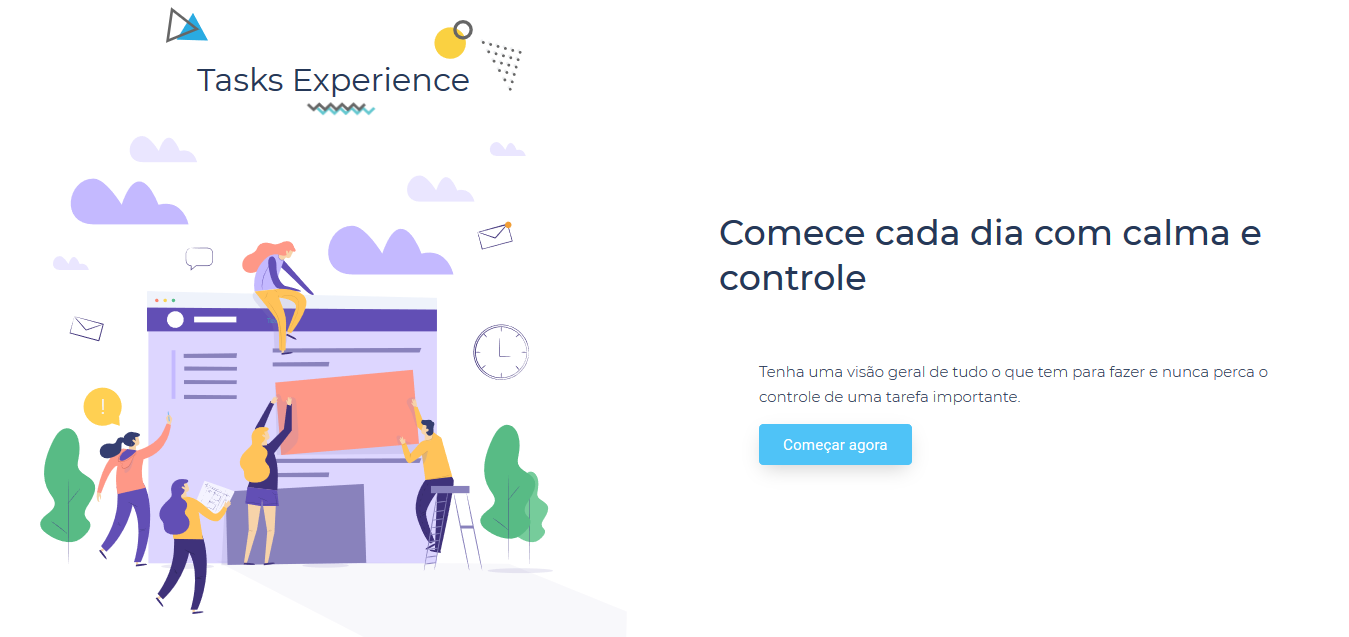 Tasks Experience
Comece cada dia com calma e
controle
!
Tenha uma visão geral de tudo o que tem para fazer e nunca perca o
controle de uma tarefa importante.
Começar agora